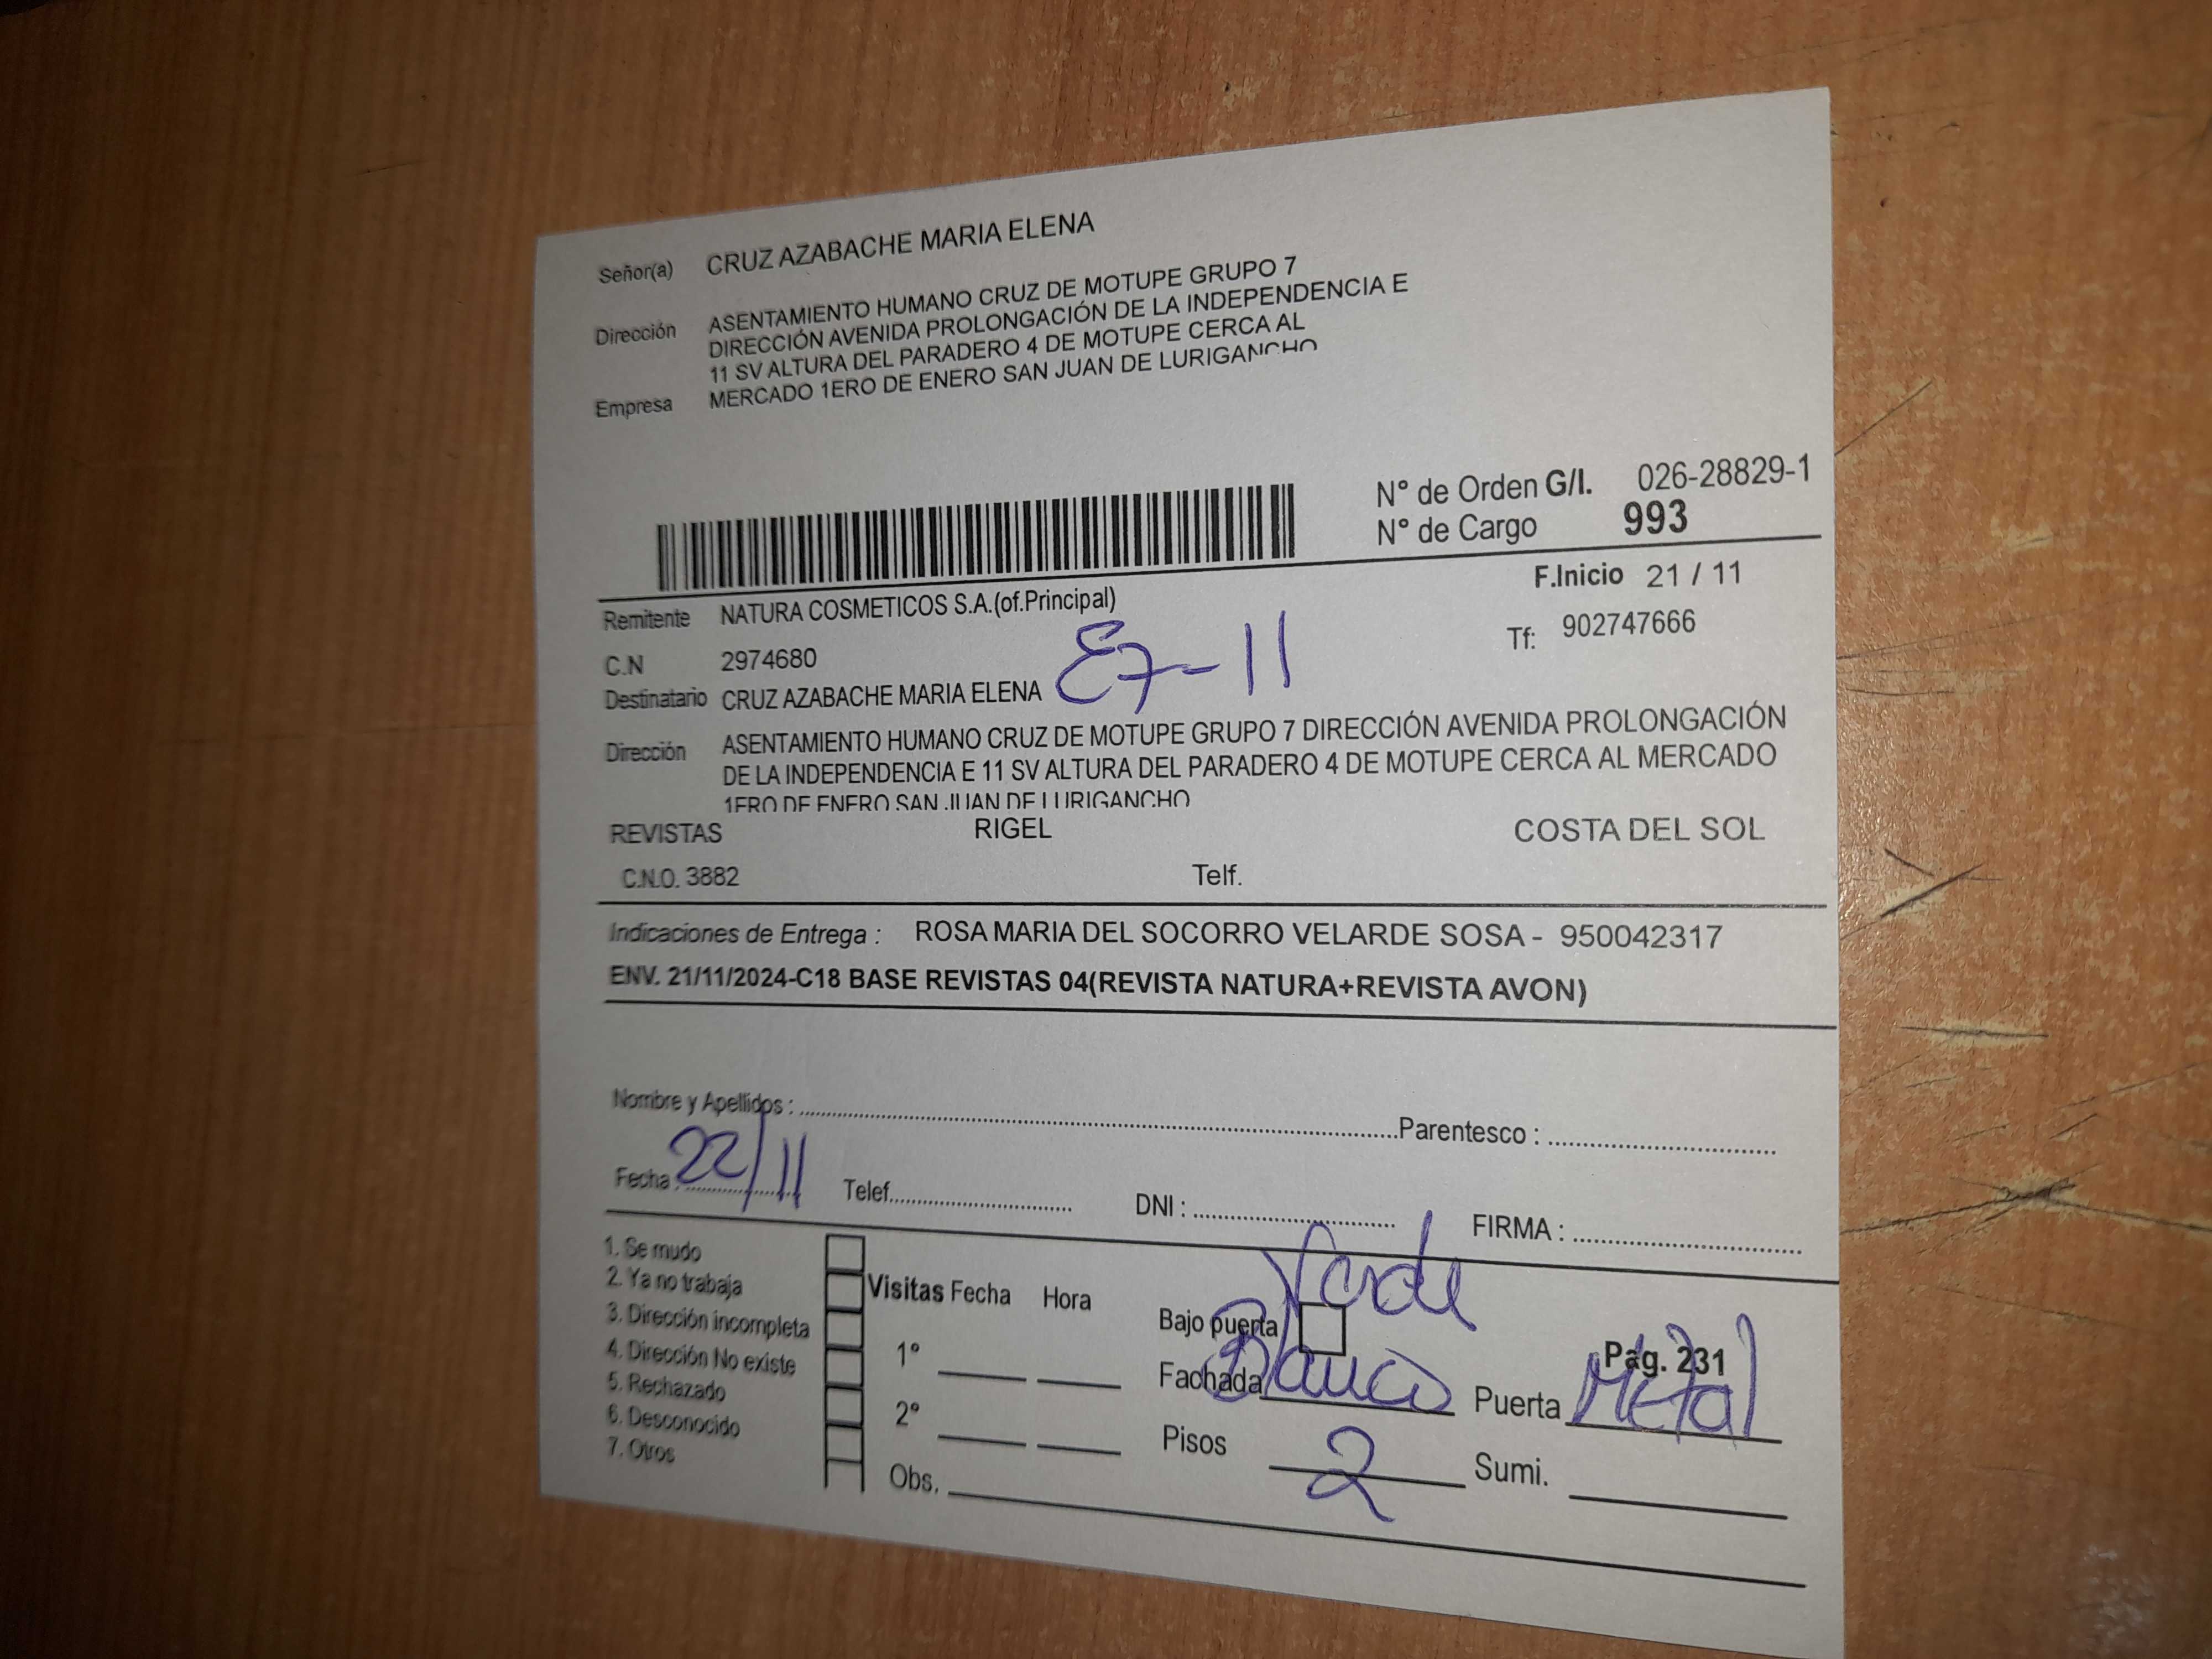 Señor(a) CRUZ AZABACHE MARIA ELENA
Dirección ASENTAMIENTO HUMANO CRUZ DE MOTUPE GRUPO 7
DIRECCIÓN AVENIDA PROLONGACIÓN DE LA INDEPENDENCIA E
11 SV ALTURA DEL PARADERO 4 DE MOTUPE CERCA AL
Empresa MERCADO 1ERO DE ENERO SAN JUAN DE LURIGANCHO
N° de Orden G/I. 026-28829-1
N° de Cargo 993
F.Inicio 21 / 11
Remitente NATURA COSMETICOS S.A.(of.Principal)
Tf: 902747666
C.N 2974680
E7-11
Destinatario CRUZ AZABACHE MARIA ELENA
Dirección ASENTAMIENTO HUMANO CRUZ DE MOTUPE GRUPO 7 DIRECCIÓN AVENIDA PROLONGACIÓN
DE LA INDEPENDENCIA E 11 SV ALTURA DEL PARADERO 4 DE MOTUPE CERCA AL MERCADO
1ERO DE ENERO SAN JUAN DE LURIGANCHO
REVISTAS RIGEL COSTA DEL SOL
C.N.O. 3882 Telf.
Indicaciones de Entrega : ROSA MARIA DEL SOCORRO VELARDE SOSA - 950042317
ENV. 21/11/2024-C18 BASE REVISTAS 04(REVISTA NATURA+REVISTA AVON)
Nombre y Apellidos : Parentesco :
Fecha : 22/11 Telef. DNI : FIRMA :
1. Se mudo
2. Ya no trabaja
3. Dirección incompleta
4. Dirección No existe
5. Rechazado
6. Desconocido
7. Otros
Visitas Fecha Hora
1°
2°
Obs.
Verde
Bajo puerta
Pág. 231
Fachada Blanco Puerta Metal
Pisos 2 Sumi.